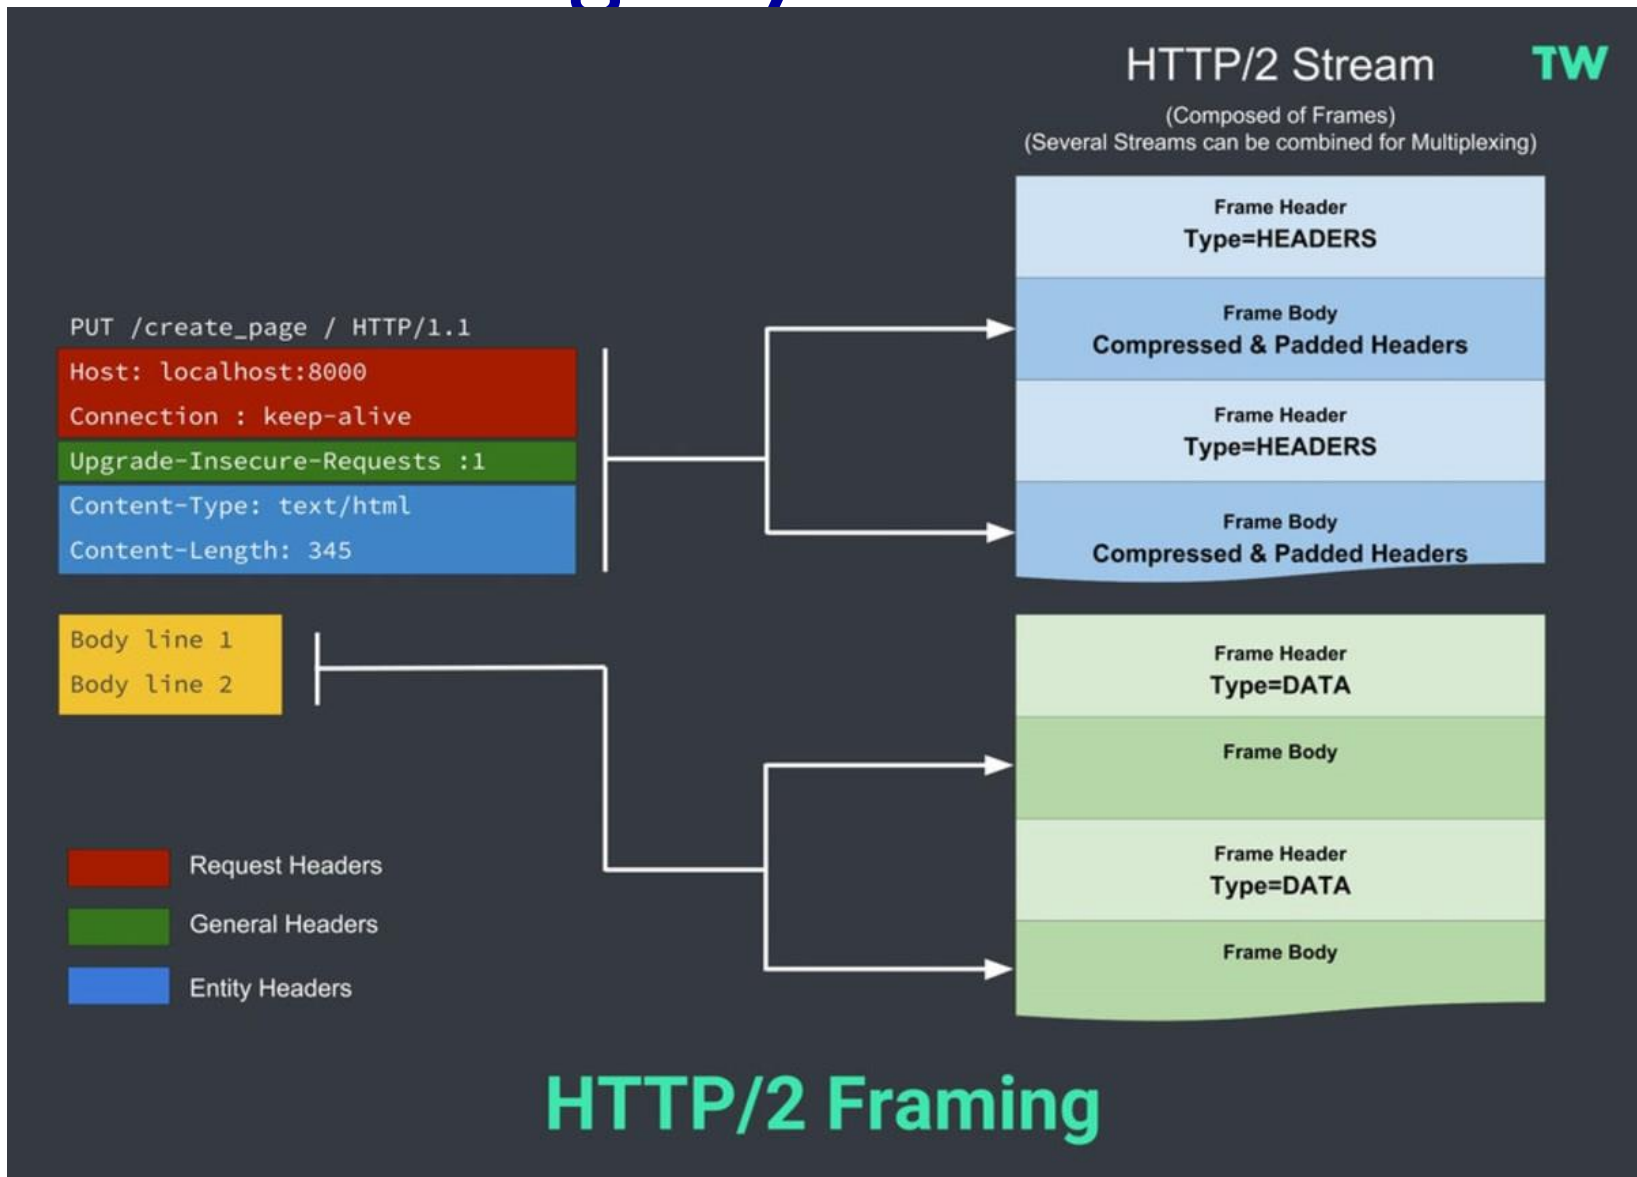 HTTP/2 Stream
TW
(Composed of Frames)
(Several Streams can be combined for Multiplexing)
PUT /create_page / HTTP/1.1
Host: localhost:8000
Connection : keep-alive
Upgrade-Insecure-Requests :1
Content-Type: text/html
Content-Length: 345
Body line 1
Body line 2
Request Headers
General Headers
Entity Headers
Frame Header
Type=HEADERS
Frame Body
Compressed & Padded Headers
Frame Header
Type=HEADERS
Frame Body
Compressed & Padded Headers
Frame Header
Type=DATA
Frame Body
Frame Header
Type=DATA
Frame Body
HTTP/2 Framing